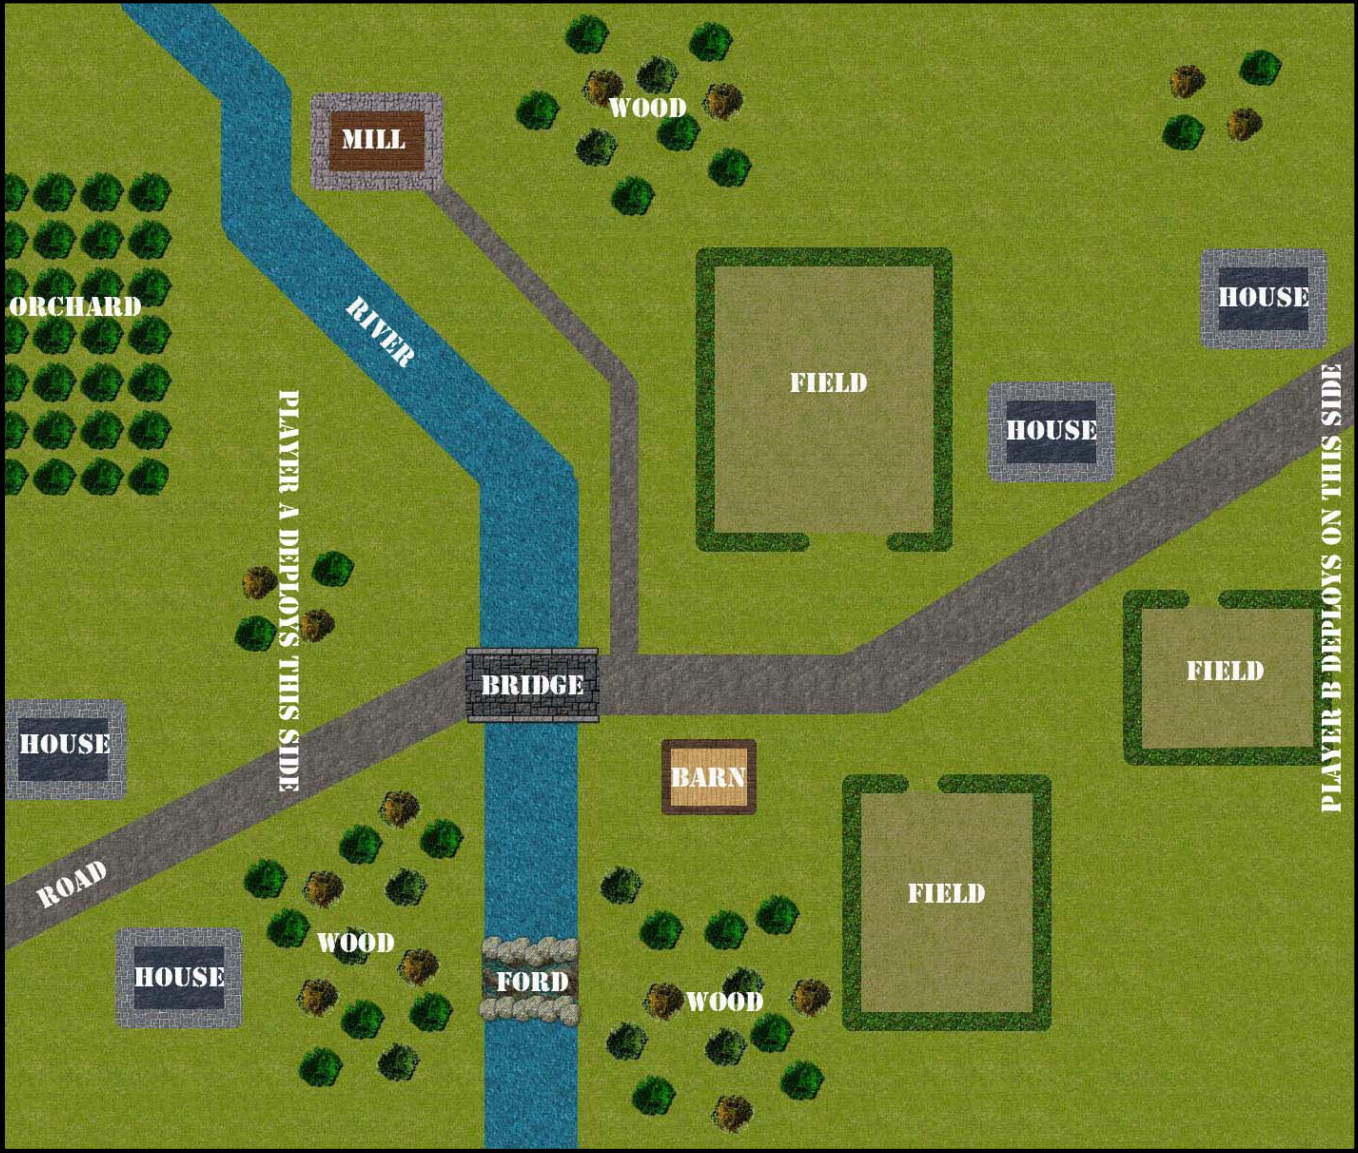 WOOD
MILL
HOUSE
ORCHARD
RIVER
FIELD
HOUSE
PLAYER A DEPLOYS THIS SIDE
PLAYER B DEPLOYS ON THIS SIDE
FIELD
BRIDGE
HOUSE
BARN
ROAD
FIELD
WOOD
HOUSE
FORD
WOOD